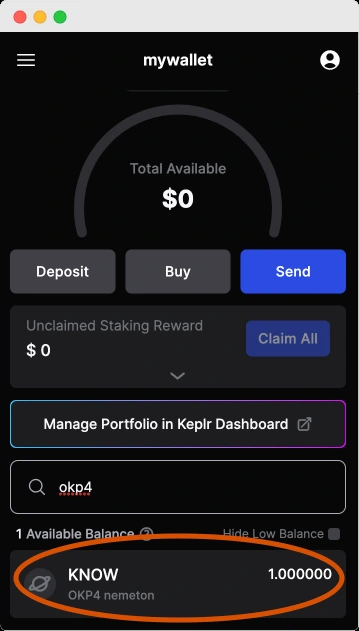 mywallet
Total Available
$0
Deposit
Buy
Send
Unclaimed Staking Reward
$ 0
Claim All
Manage Portfolio in Keplr Dashboard
okp4
1 Available Balance
Hide Low Balance
KNOW
1.000000
OKP4 nemeton